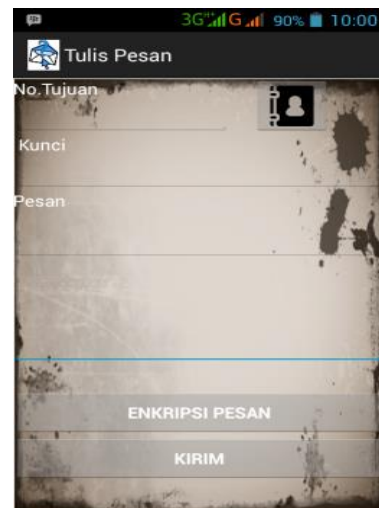 3G H+ G 90% 10:00
Tulis Pesan
No.Tujuan
Kunci
Pesan
ENKRIPSI PESAN
KIRIM